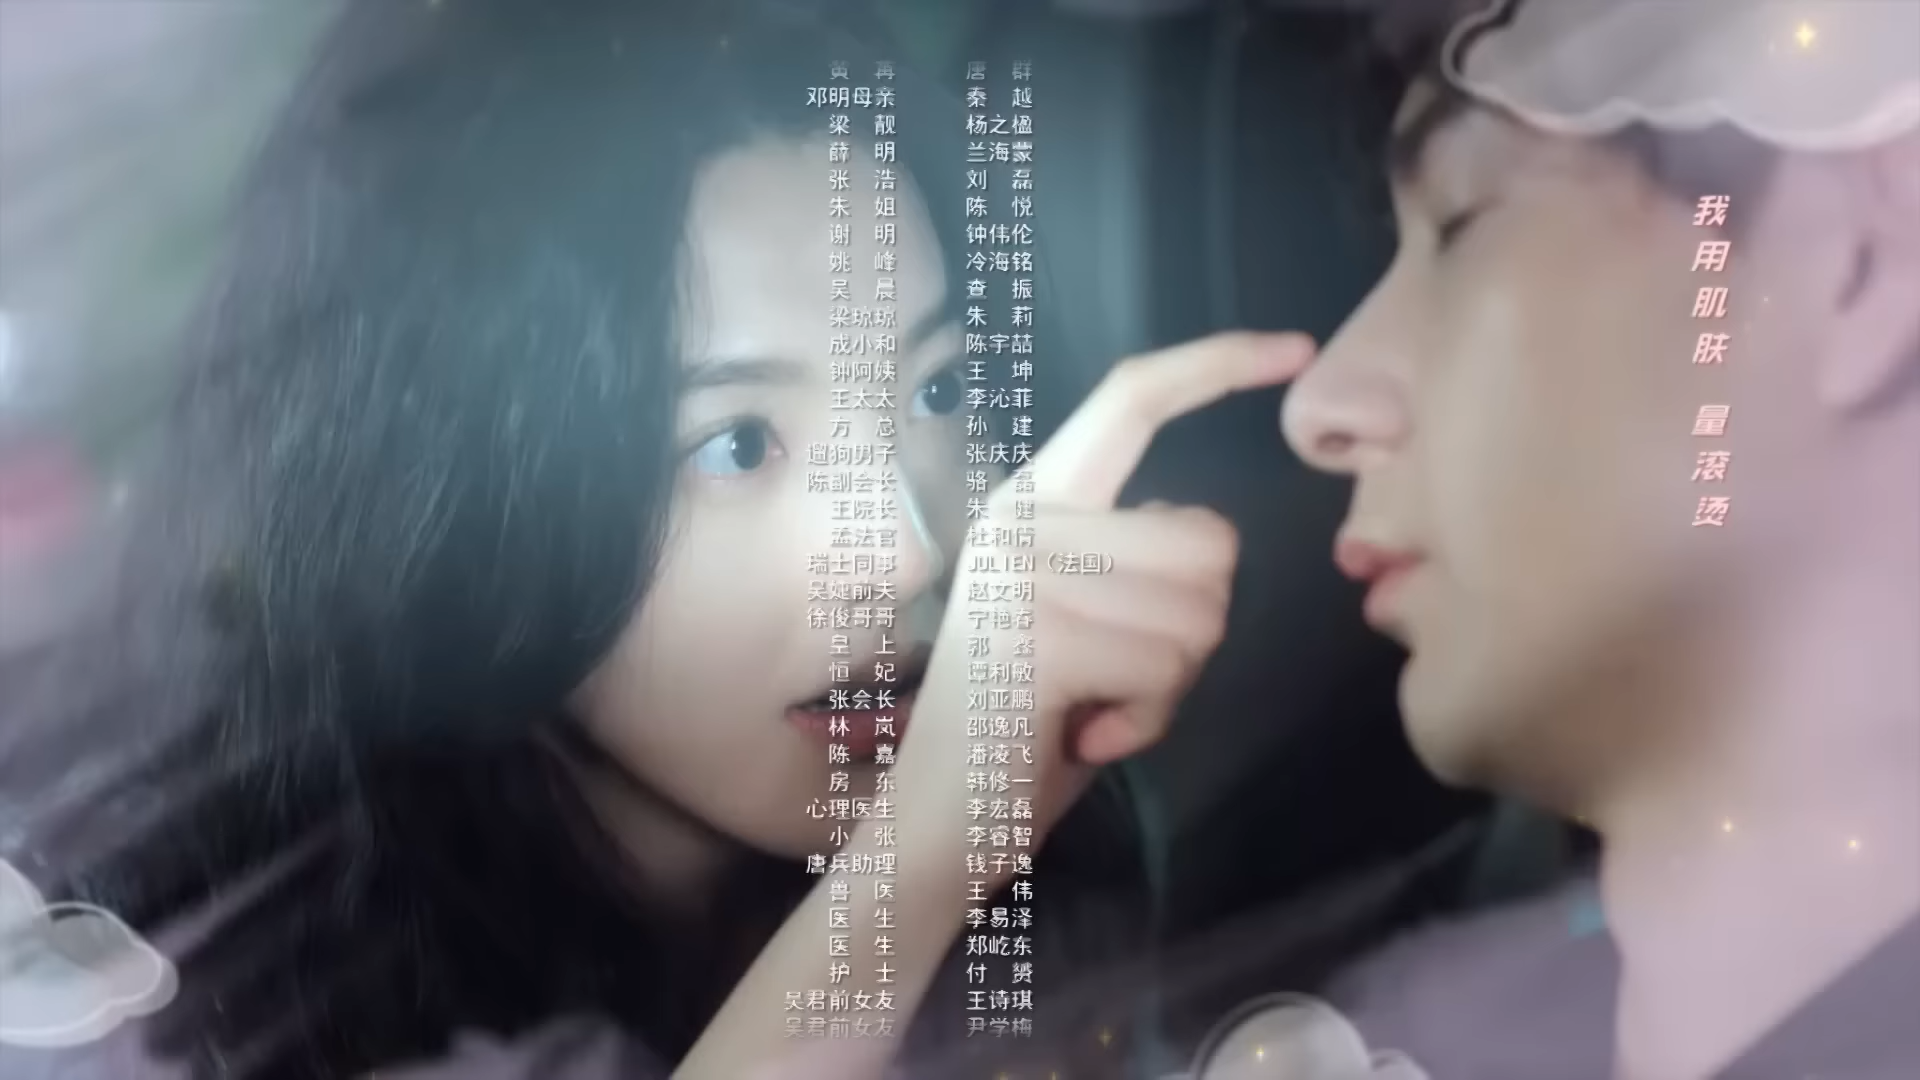 黄苒 唐群
邓明母亲 秦越
梁靓 杨之楹
薛明 兰海蒙
张浩 刘磊
朱姐 陈悦
谢明 钟伟伦
姚峰 冷海铭
吴晨 查振
梁琼琼 朱莉
成小和 陈宇喆
钟阿姨 王坤
王太太 李沁菲
方总 孙建
遛狗男子 张庆庆
陈副会长 骆磊
王院长 朱健
孟法官 杜和倩
瑞士同事 JULIEN（法国）
吴婕前夫 赵文明
徐俊哥哥 宁艳春
皇上 郭鑫
恒妃 谭利敏
张会长 刘亚鹏
林岚 邵逸凡
陈嘉 潘凌飞
房东 韩修一
心理医生 李宏磊
小张 李睿智
唐兵助理 钱子逸
兽医 王伟
医生 李易泽
医生 郑屹东
护士 付赟
吴君前女友 王诗琪
吴君前女友 尹学梅
我用肌肤 量滚烫